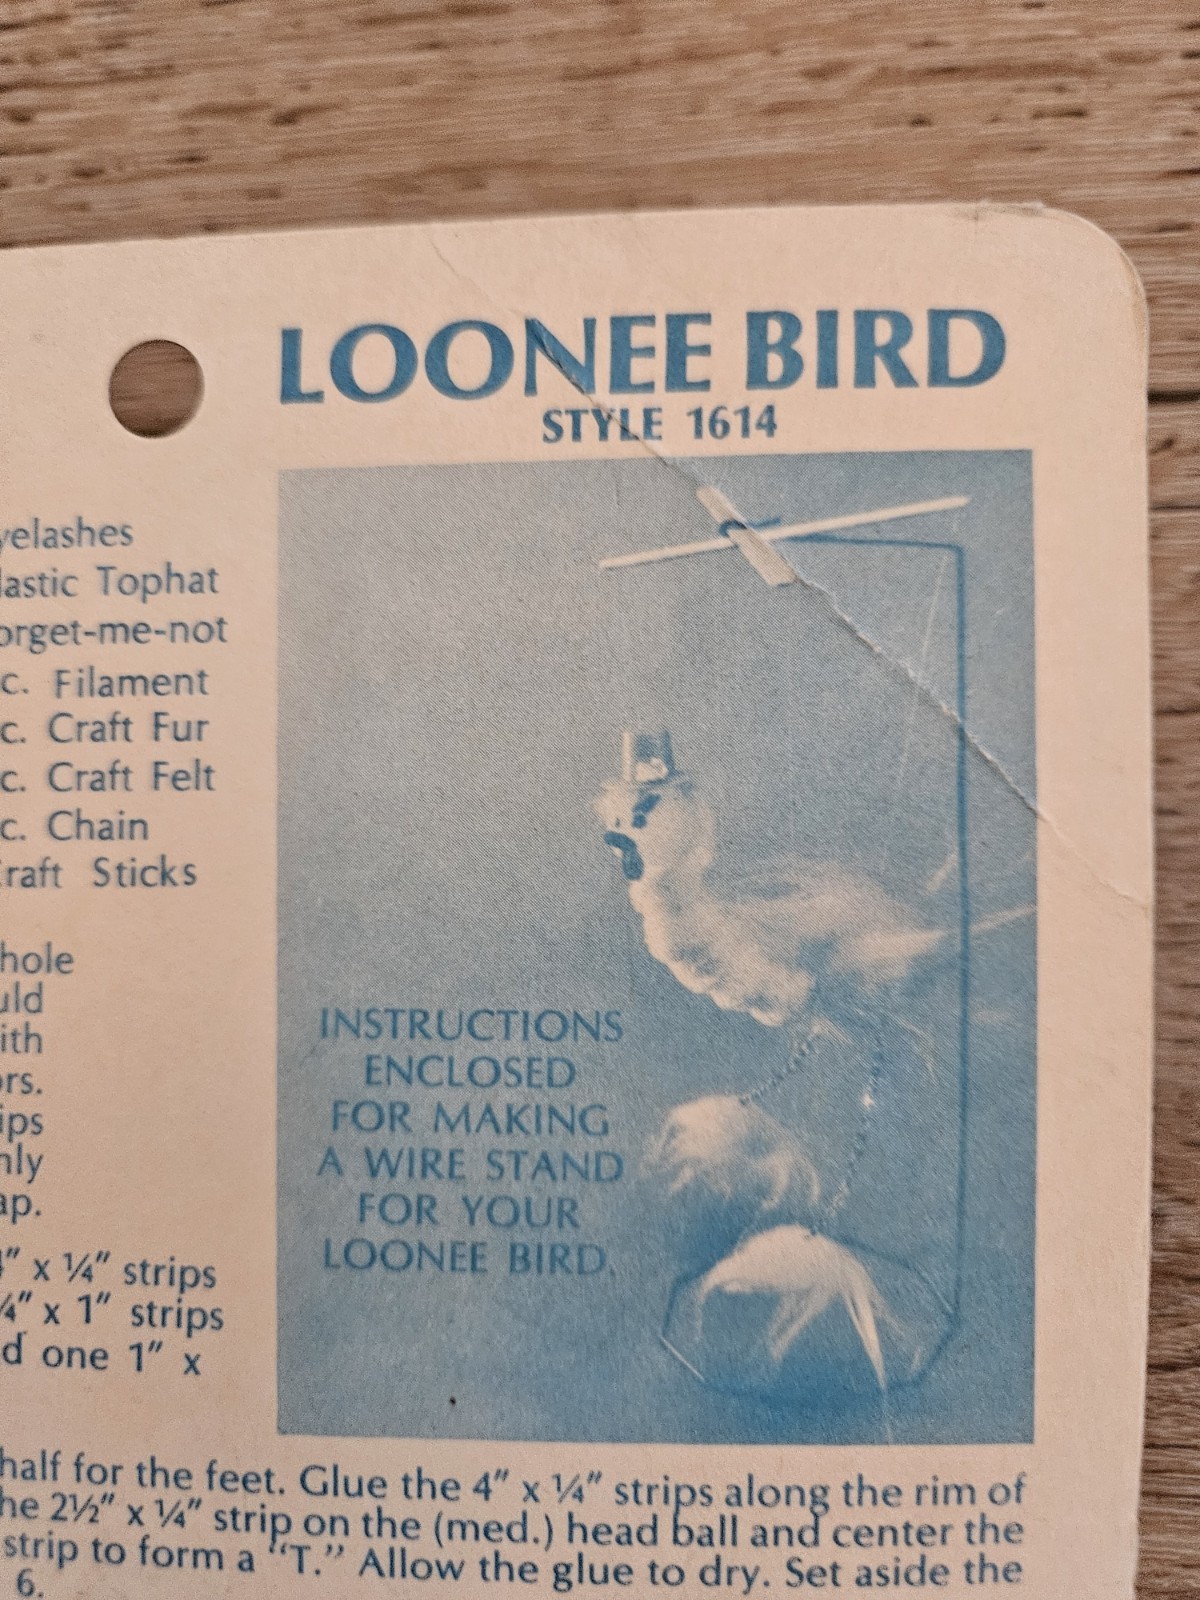 LOONEE BIRD
STYLE 1614
yelashes
lastic Tophat
orget-me-not
c. Filament
c. Craft Fur
c. Craft Felt
c. Chain
raft Sticks
hole
uld
ith
ors.
ips
nly
ap.
" x ¼" strips
¼" x 1" strips
d one 1" x
INSTRUCTIONS
ENCLOSED
FOR MAKING
A WIRE STAND
FOR YOUR
LOONEE BIRD.
half for the feet. Glue the 4" x ¼" strips along the rim of
he 2½" x ¼" strip on the (med.) head ball and center the
strip to form a "T." Allow the glue to dry. Set aside the
6.